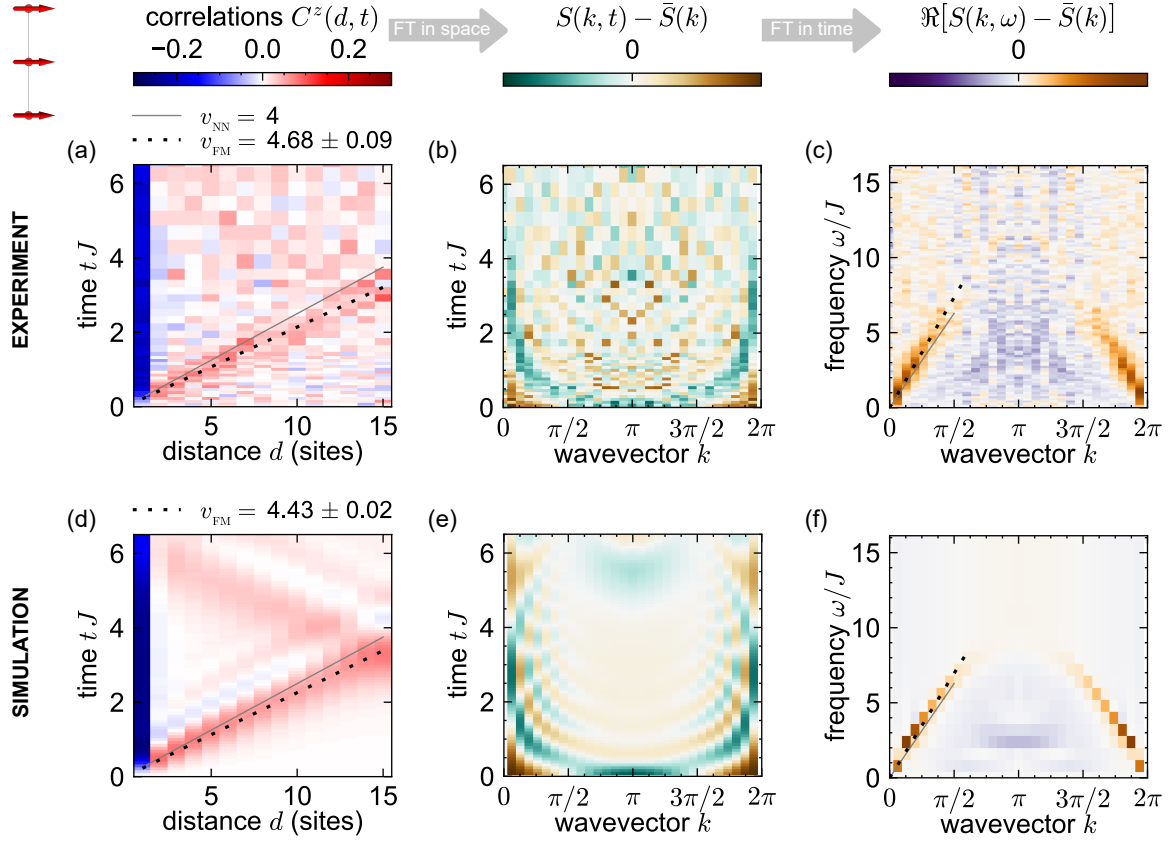 correlations C^z(d, t)
FT in space
S(k, t) − S̄(k)
FT in time
ℜ[S(k, ω) − S̄(k)]
−0.2 0.0 0.2
0
0
v_NN = 4
v_FM = 4.68 ± 0.09
(a)
(b)
(c)
EXPERIMENT
time t J
6
4
2
0
5 10 15
distance d (sites)
time t J
6
4
2
0
0 π/2 π 3π/2 2π
wavevector k
frequency ω/J
15
10
5
0
0 π/2 π 3π/2 2π
wavevector k
v_FM = 4.43 ± 0.02
(d)
(e)
(f)
SIMULATION
time t J
6
4
2
0
5 10 15
distance d (sites)
time t J
6
4
2
0
0 π/2 π 3π/2 2π
wavevector k
frequency ω/J
15
10
5
0
0 π/2 π 3π/2 2π
wavevector k